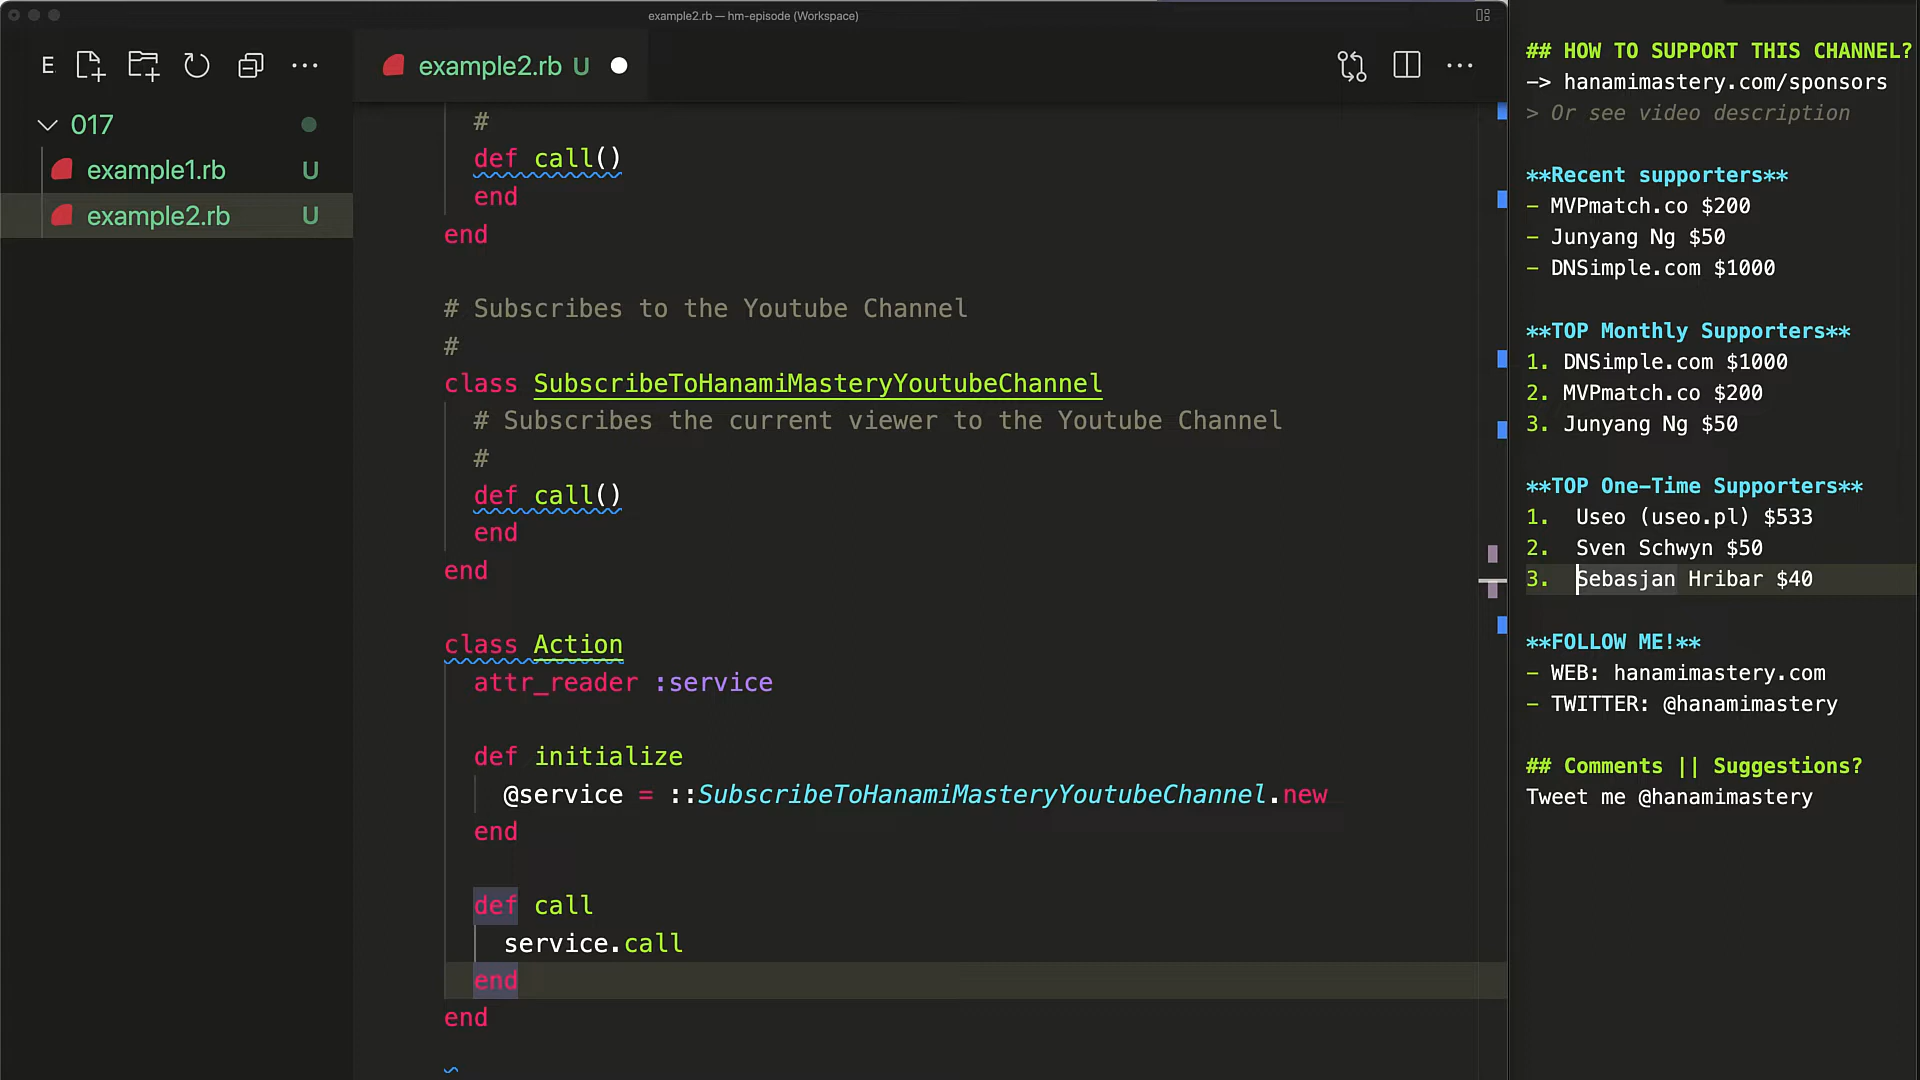 example2.rb — hm-episode (Workspace)
E
017
example1.rb U
example2.rb U
example2.rb U
#
def call()
end
end
# Subscribes to the Youtube Channel
#
class SubscribeToHanamiMasteryYoutubeChannel
# Subscribes the current viewer to the Youtube Channel
#
def call()
end
end
class Action
attr_reader :service
def initialize
@service = ::SubscribeToHanamiMasteryYoutubeChannel.new
end
def call
service.call
end
end
## HOW TO SUPPORT THIS CHANNEL?
—> hanamimastery.com/sponsors
> Or see video description
**Recent supporters**
- MVPmatch.co $200
- Junyang Ng $50
- DNSimple.com $1000
**TOP Monthly Supporters**
1. DNSimple.com $1000
2. MVPmatch.co $200
3. Junyang Ng $50
**TOP One-Time Supporters**
1. Useo (useo.pl) $533
2. Sven Schwyn $50
3. Sebasjan Hribar $40
**FOLLOW ME!**
- WEB: hanamimastery.com
- TWITTER: @hanamimastery
## Comments || Suggestions?
Tweet me @hanamimastery